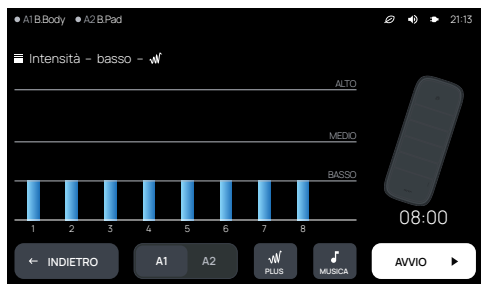 A1 B.Body A2 B.Pad 21:13
Intensità - basso -
ALTO
MEDIO
BASSO
1 2 3 4 5 6 7 8
08:00
← INDIETRO A1 A2 PLUS MUSICA AVVIO